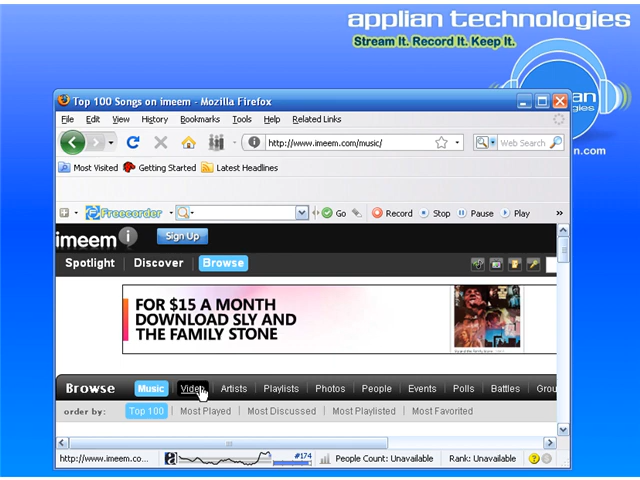 applian technologies
Stream It. Record It. Keep It.
Top 100 Songs on imeem - Mozilla Firefox
File Edit View History Bookmarks Tools Help Related Links
http://www.imeem.com/music/ Web Search
Most Visited Getting Started Latest Headlines
Freecorder Go Record Stop Pause Play »
imeem Sign Up
Spotlight Discover Browse
FOR $15 A MONTH
DOWNLOAD SLY AND
THE FAMILY STONE
Browse Music Video Artists Playlists Photos People Events Polls Battles Grou
order by: Top 100 Most Played Most Discussed Most Playlisted Most Favorited
http://www.imeem.co... #174 People Count: Unavailable Rank: Unavailable